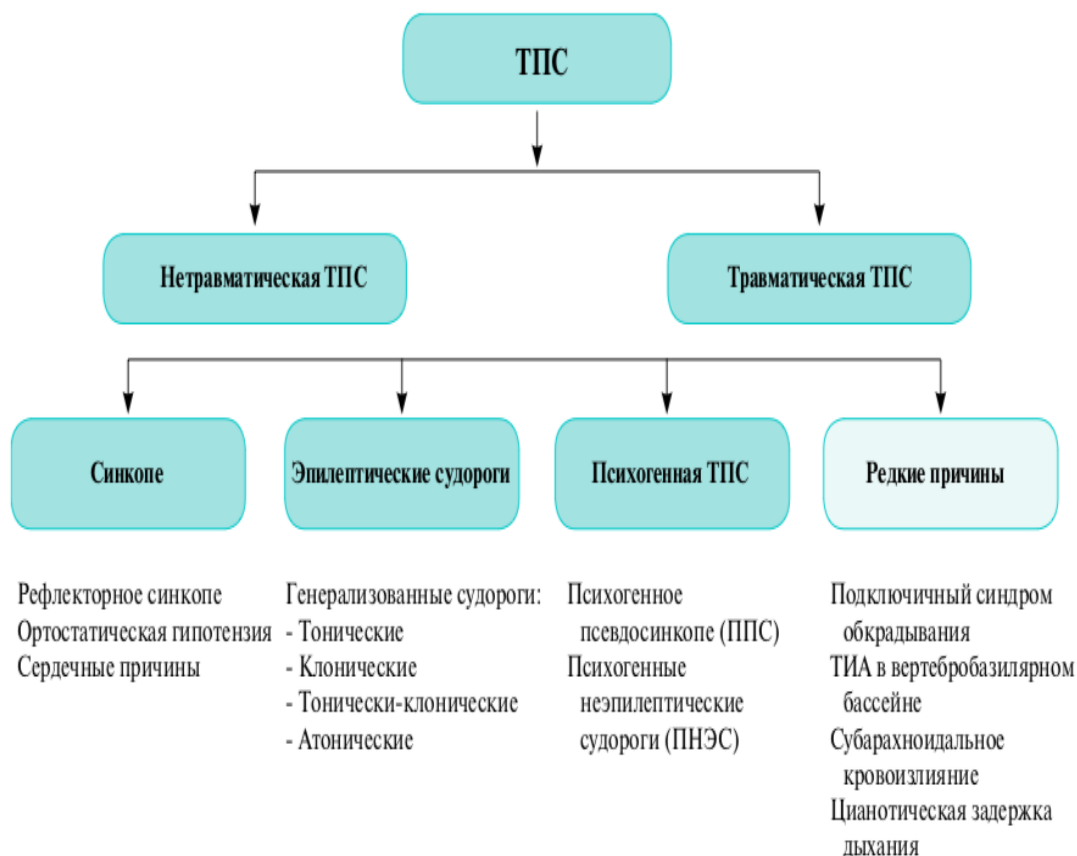 ТПС
Нетравматическая ТПС
Травматическая ТПС
Синкопе
Эпилептические судороги
Психогенная ТПС
Редкие причины
Рефлекторное синкопе
Ортостатическая гипотензия
Сердечные причины
Генерализованные судороги:
- Тонические
- Клонические
- Тонически-клонические
- Атонические
Психогенное
псевдосинкопе (ППС)
Психогенные
неэпилептические
судороги (ПНЭС)
Подключичный синдром
обкрадывания
ТИА в вертебробазилярном
бассейне
Субарахноидальное
кровоизлияние
Цианотическая задержка
дыхания